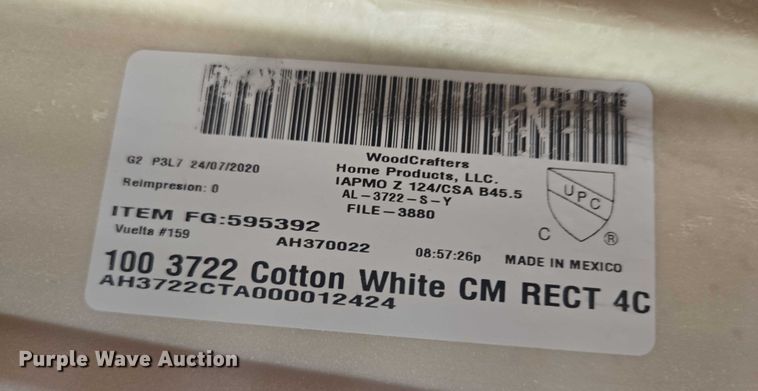 WoodCrafters
Home Products, LLC.
IAPMO Z 124/CSA B45.5
AL-3722-S-Y
FILE-3880
G2 P3L7 24/07/2020
Reimpresion: 0
ITEM FG:595392
Vuelta #159
AH370022
08:57:26p
UPC
C
®
MADE IN MEXICO
100 3722 Cotton White CM RECT 4C
AH3722CTA000012424
Purple Wave Auction